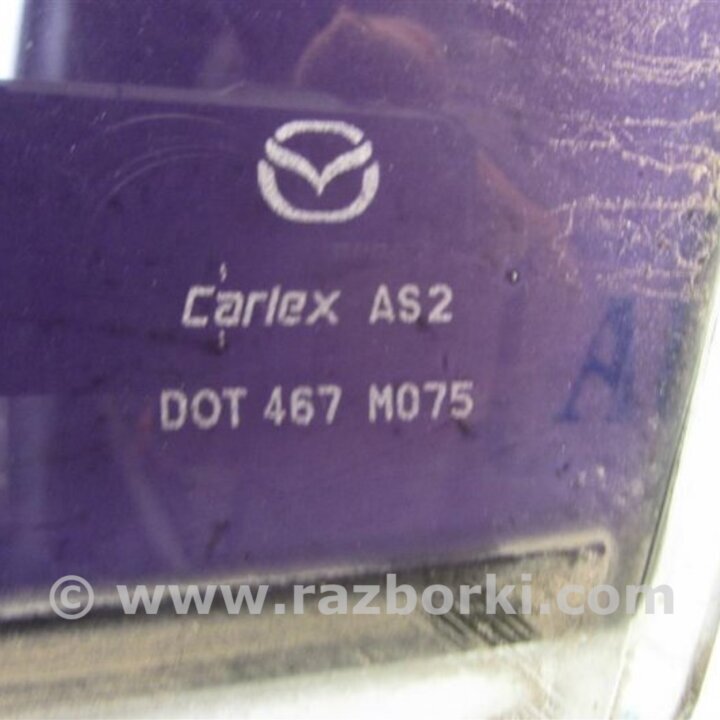 Carlex AS2
DOT 467 M075
A
© www.razborki.com